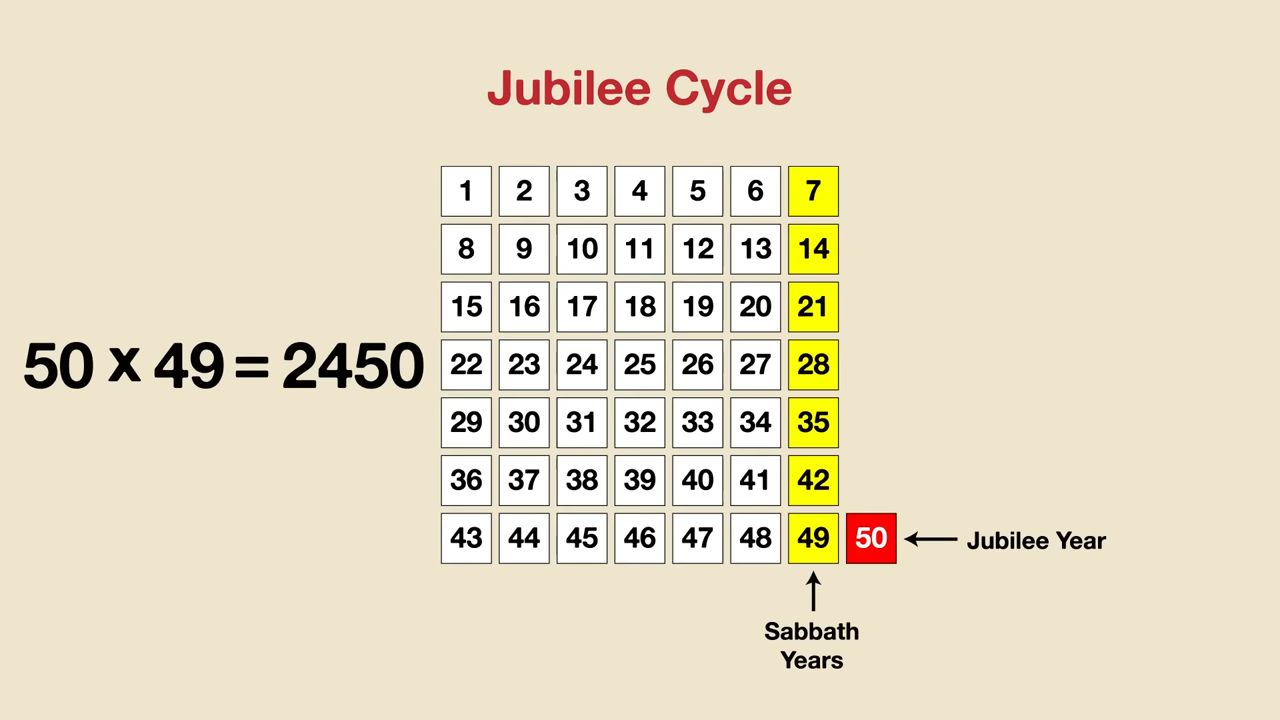 Jubilee Cycle
1 2 3 4 5 6 7
8 9 10 11 12 13 14
15 16 17 18 19 20 21
50 x 49 = 2450
22 23 24 25 26 27 28
29 30 31 32 33 34 35
36 37 38 39 40 41 42
43 44 45 46 47 48 49 50
Jubilee Year
Sabbath
Years